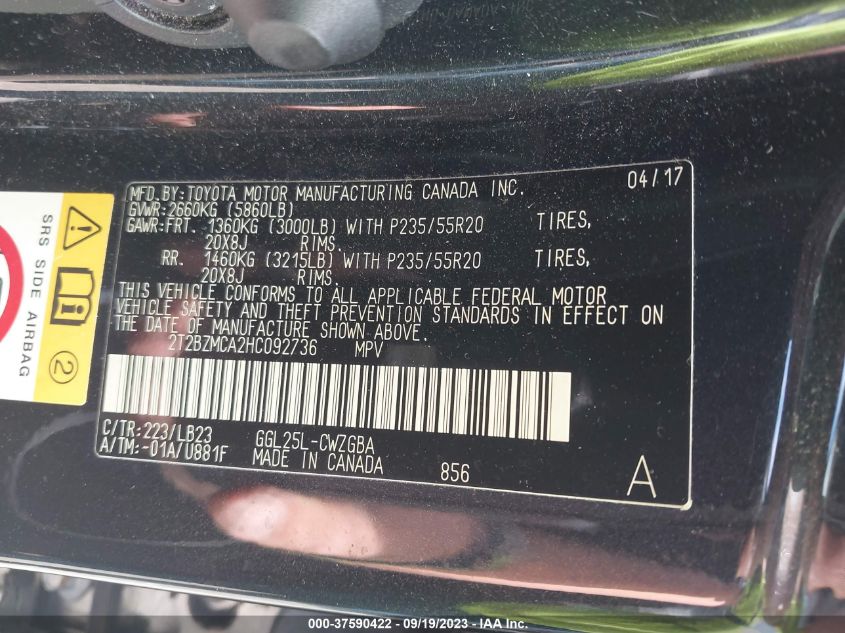 MFD.BY:TOYOTA MOTOR MANUFACTURING CANADA INC. 04/17
GVWR:2660KG (5860LB)
GAWR:FRT. 1360KG (3000LB) WITH P235/55R20 TIRES,
20X8J RIMS.
RR. 1460KG (3215LB) WITH P235/55R20 TIRES,
20X8J RIMS.
THIS VEHICLE CONFORMS TO ALL APPLICABLE FEDERAL MOTOR
VEHICLE SAFETY AND THEFT PREVENTION STANDARDS IN EFFECT ON
THE DATE OF MANUFACTURE SHOWN ABOVE.
2T2BZMCA2HC092736 MPV
C/TR:223/LB23 GGL25L-CWZGBA
A/TM:-01A/U881F MADE IN CANADA 856 A
SRS SIDE AIRBAG
2
000-37590422 - 09/19/2023 - IAA Inc.